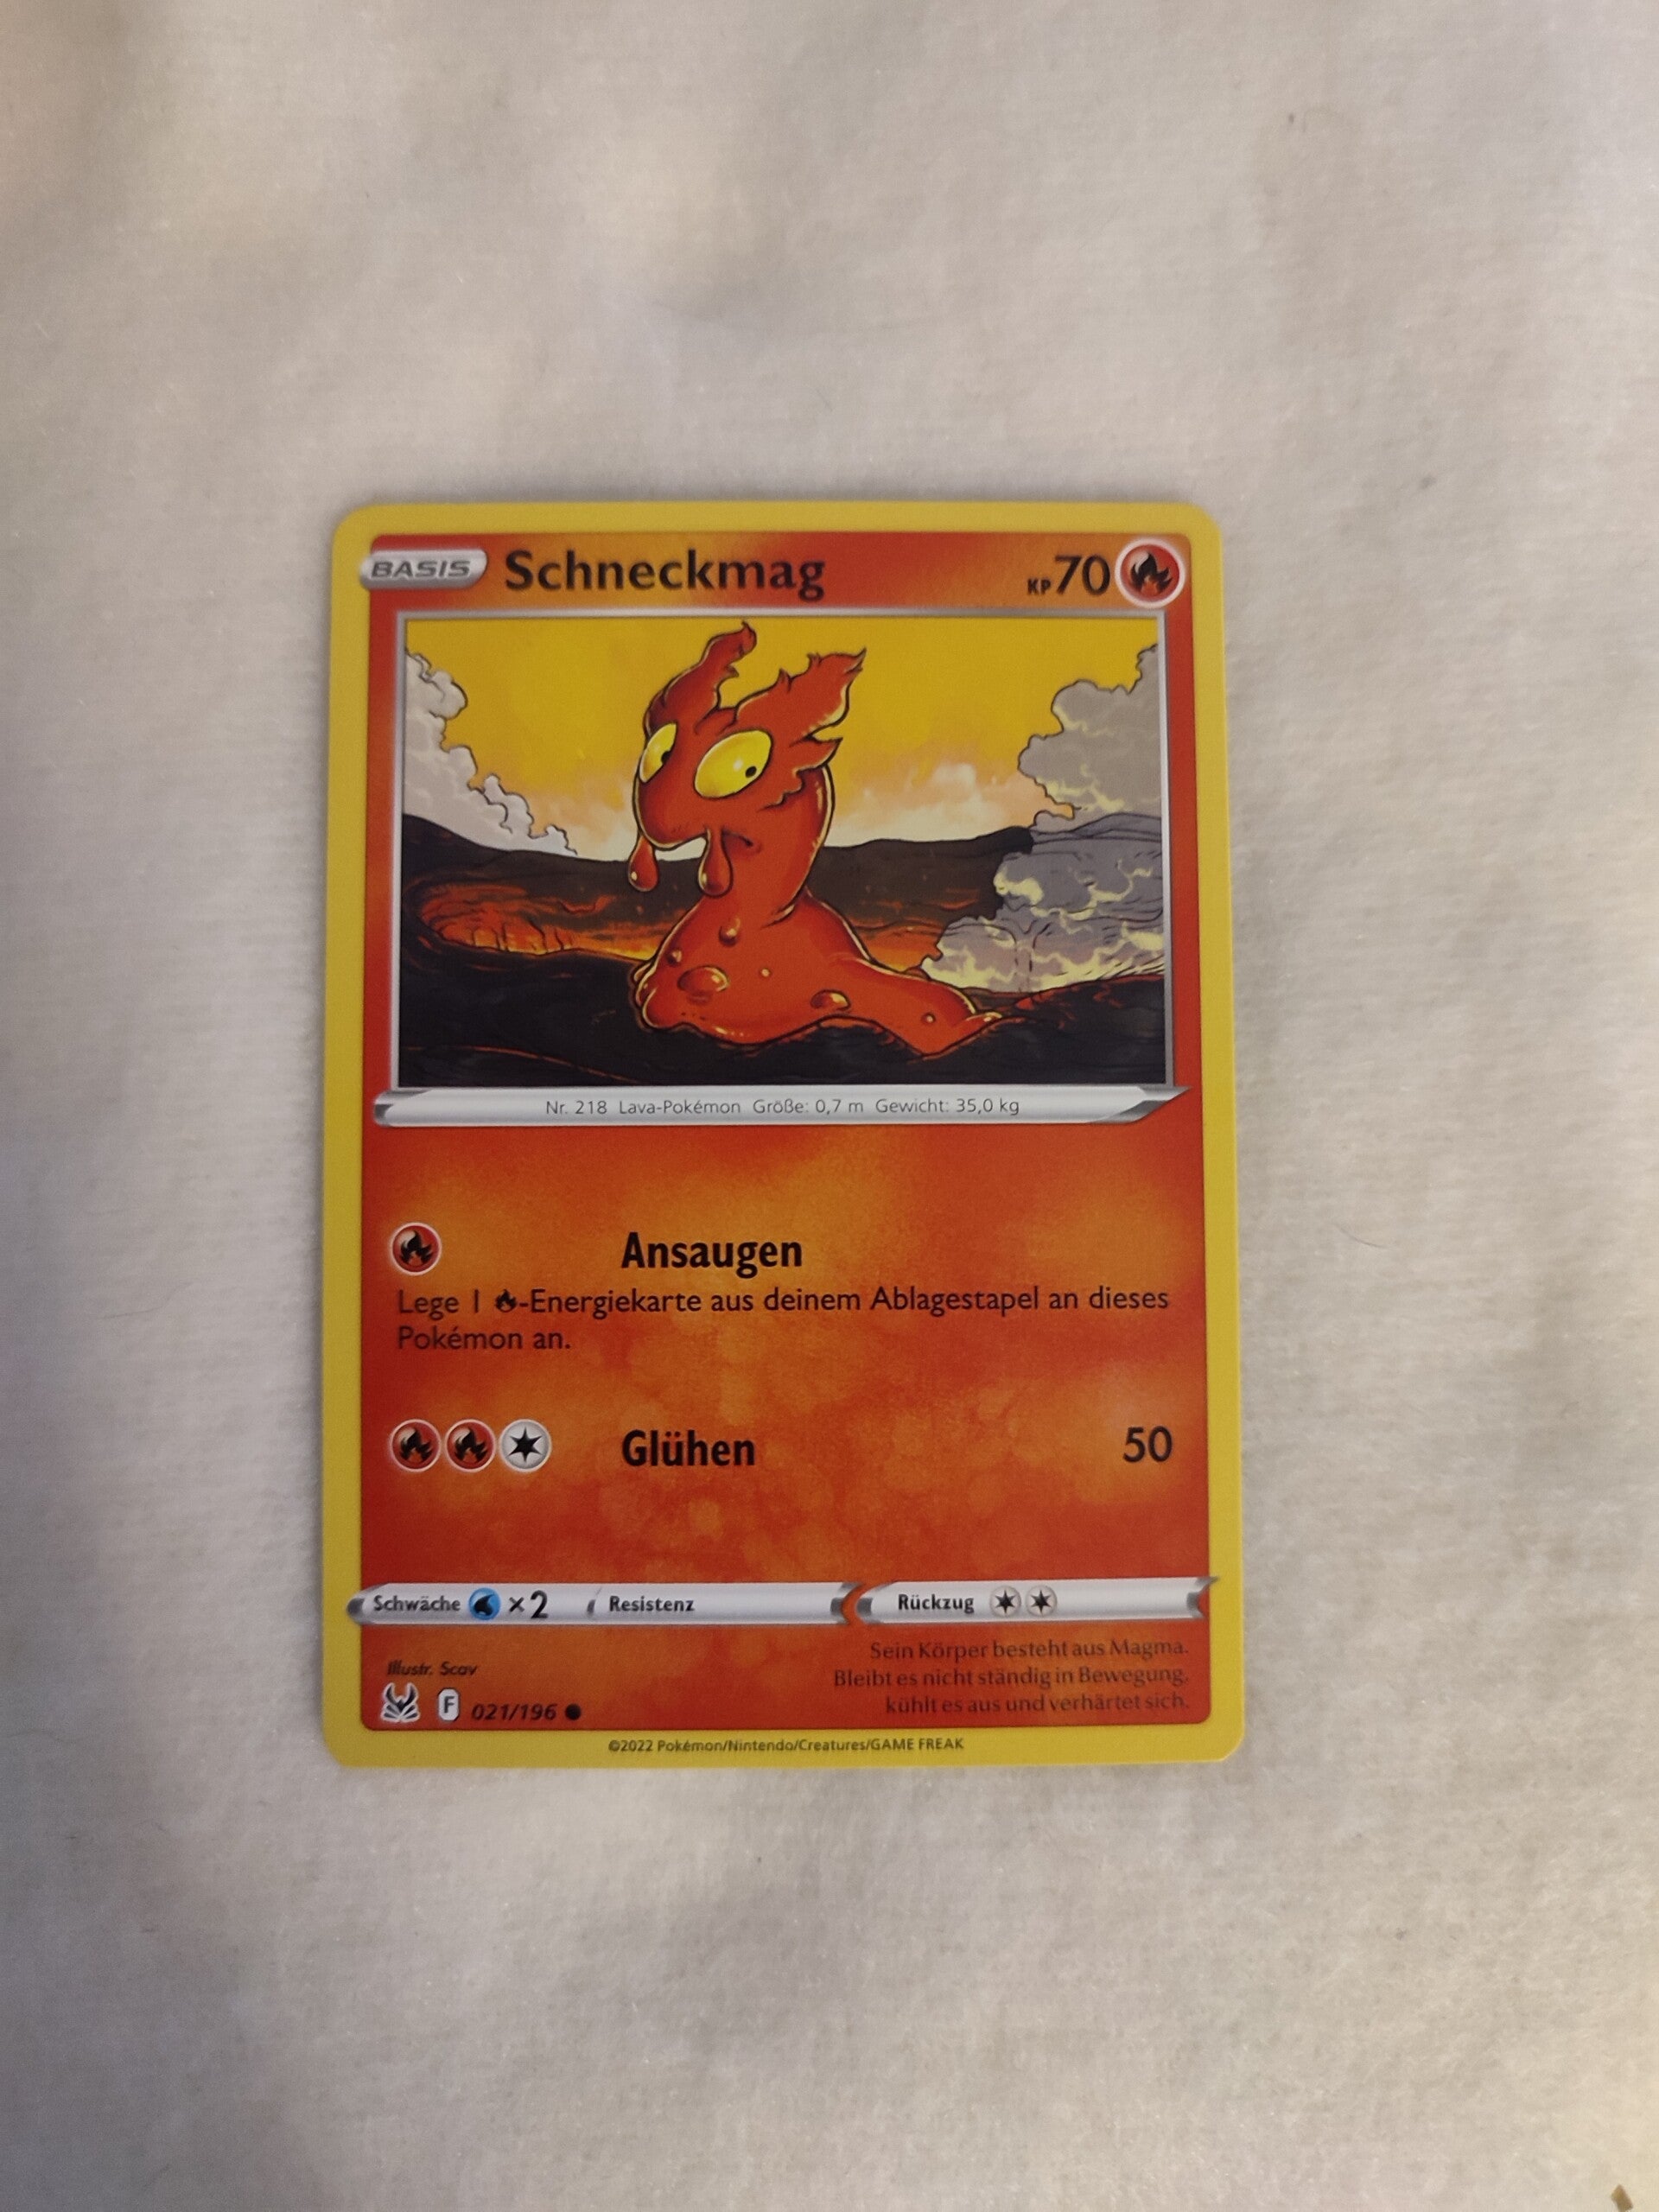 BASIS Schneckmag KP 70
Nr. 218 Lava-Pokémon Größe: 0,7 m Gewicht: 35,0 kg
Ansaugen
Lege 1 -Energiekarte aus deinem Ablagestapel an dieses
Pokémon an.
Glühen 50
Schwäche ×2 Resistenz Rückzug
Sein Körper besteht aus Magma.
Bleibt es nicht ständig in Bewegung,
kühlt es aus und verhärtet sich.
Illustr. Scav
F 021/196
©2022 Pokémon/Nintendo/Creatures/GAME FREAK